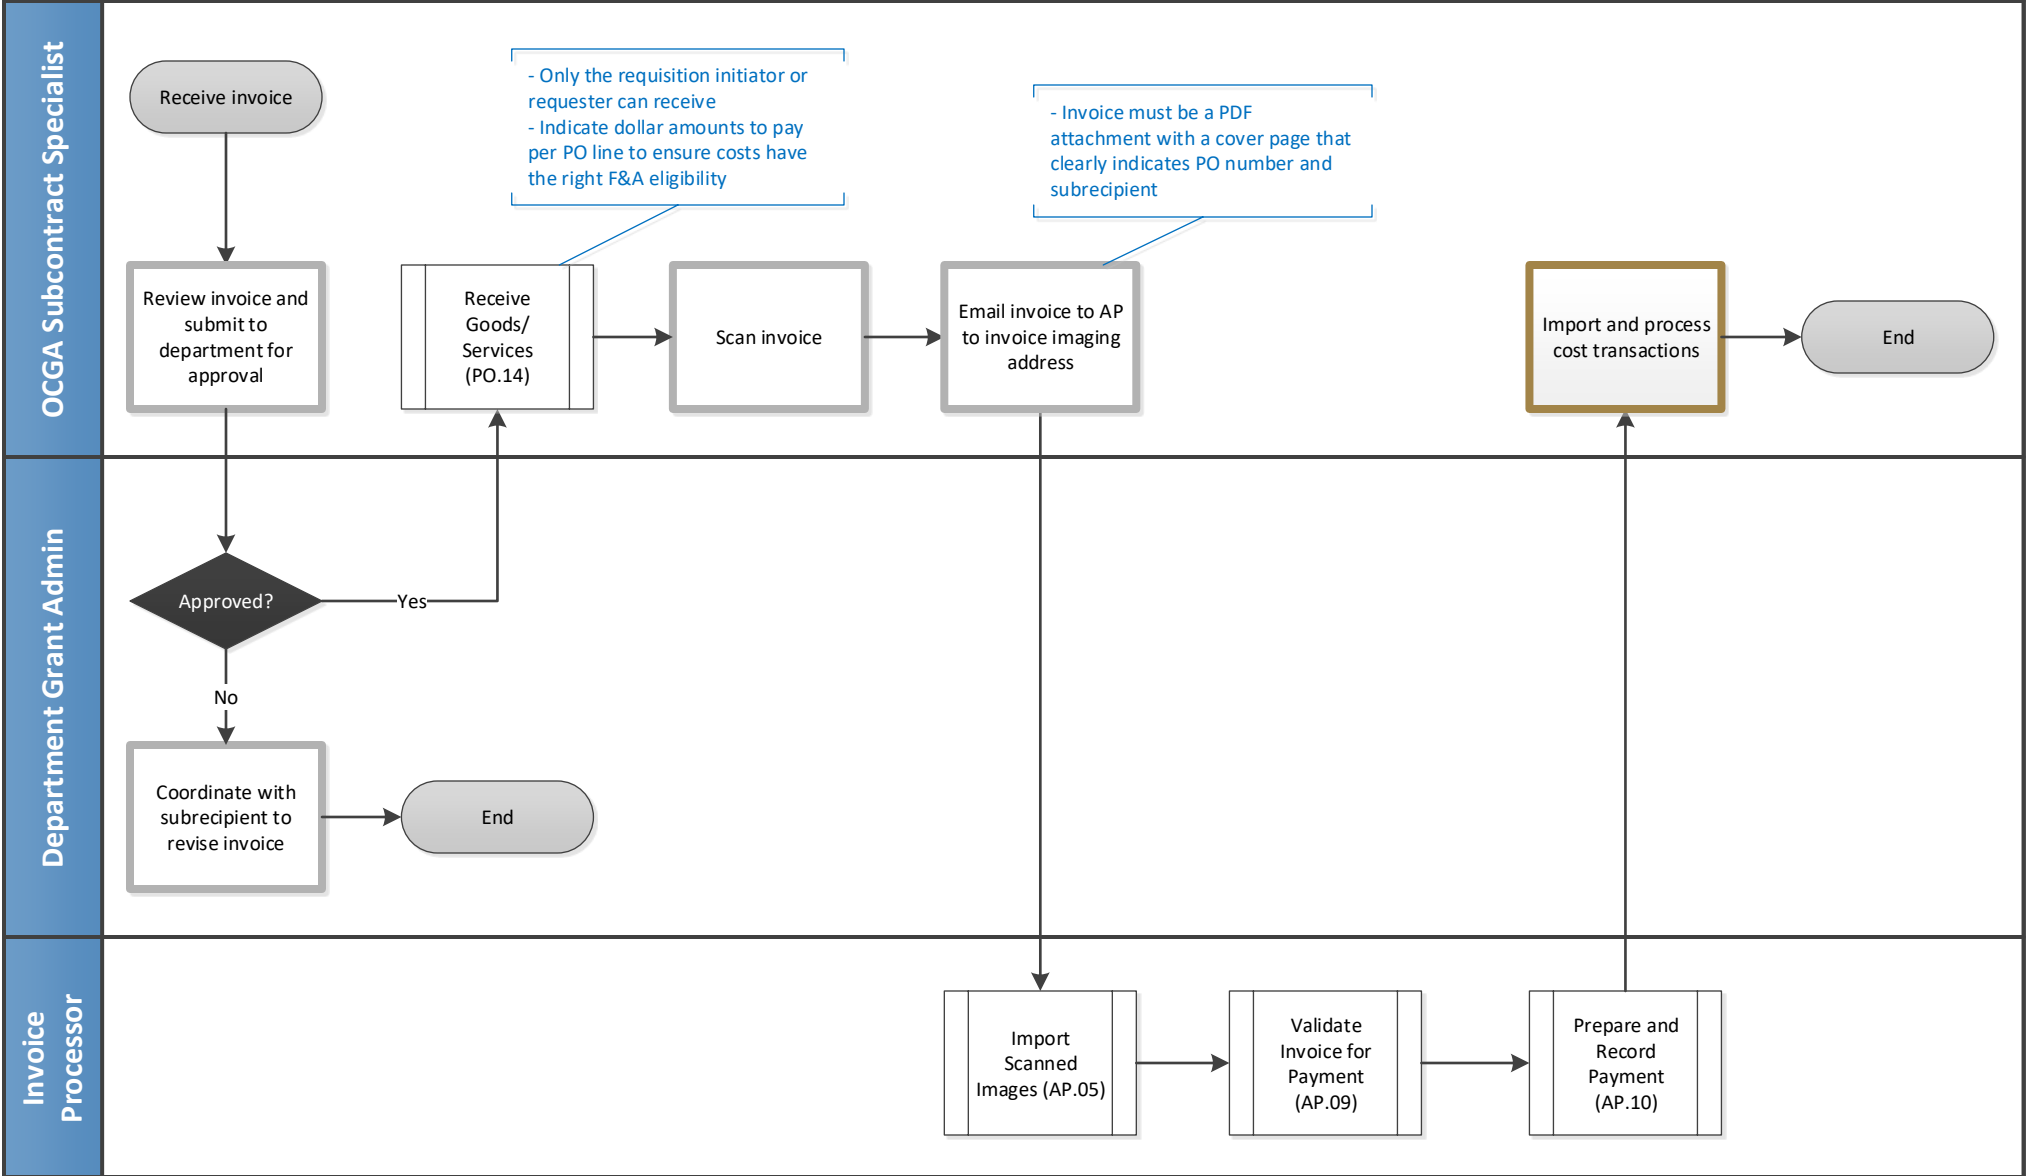 OCGA Subcontract Specialist
Receive invoice
- Only the requisition initiator or
requester can receive
- Indicate dollar amounts to pay
per PO line to ensure costs have
the right F&A eligibility
- Invoice must be a PDF
attachment with a cover page that
clearly indicates PO number and
subrecipient
Review invoice and
submit to
department for
approval
Receive
Goods/
Services
(PO.14)
Scan invoice
Email invoice to AP
to invoice imaging
address
Import and process
cost transactions
End
Department Grant Admin
Approved?
Yes
No
Coordinate with
subrecipient to
revise invoice
End
Invoice
Processor
Import
Scanned
Images (AP.05)
Validate
Invoice for
Payment
(AP.09)
Prepare and
Record
Payment
(AP.10)